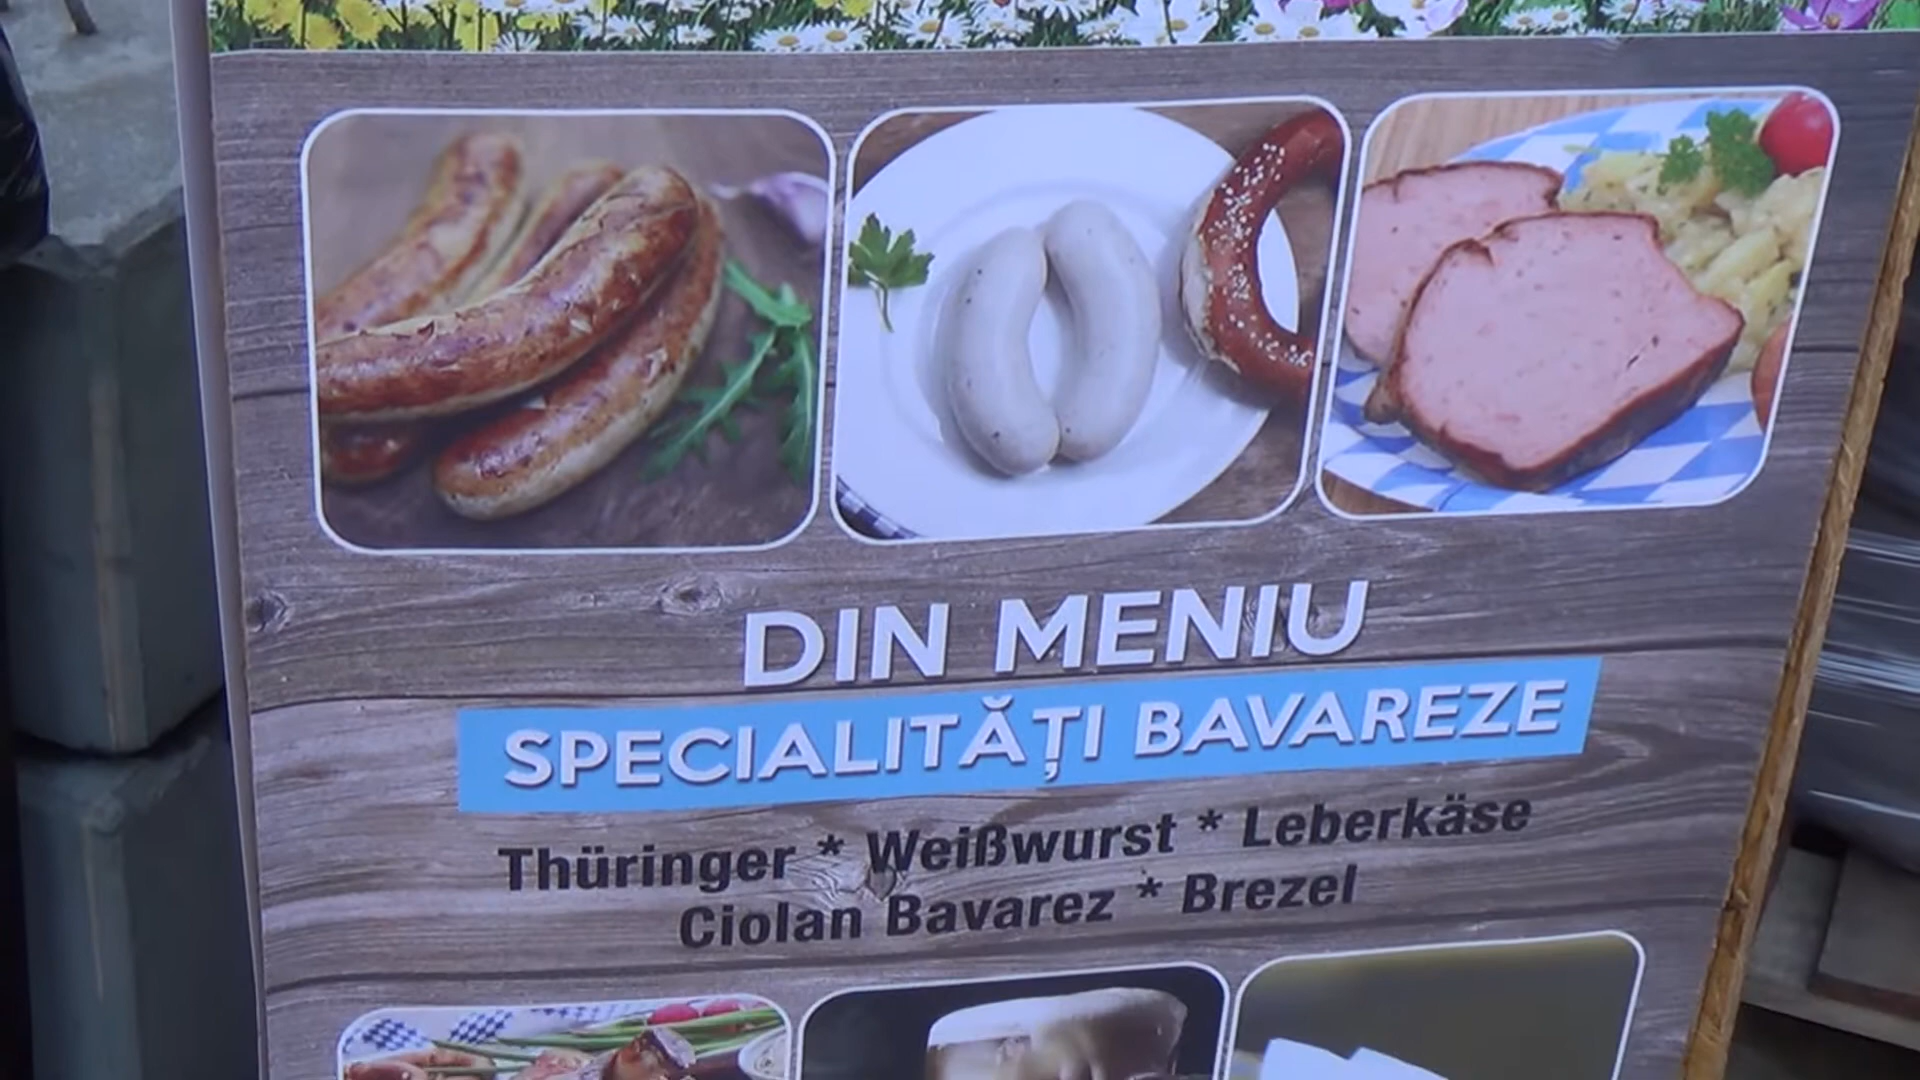 DIN MENIU
SPECIALITĂȚI BAVAREZE
Thüringer * Weißwurst * Leberkäse
Ciolan Bavarez * Brezel